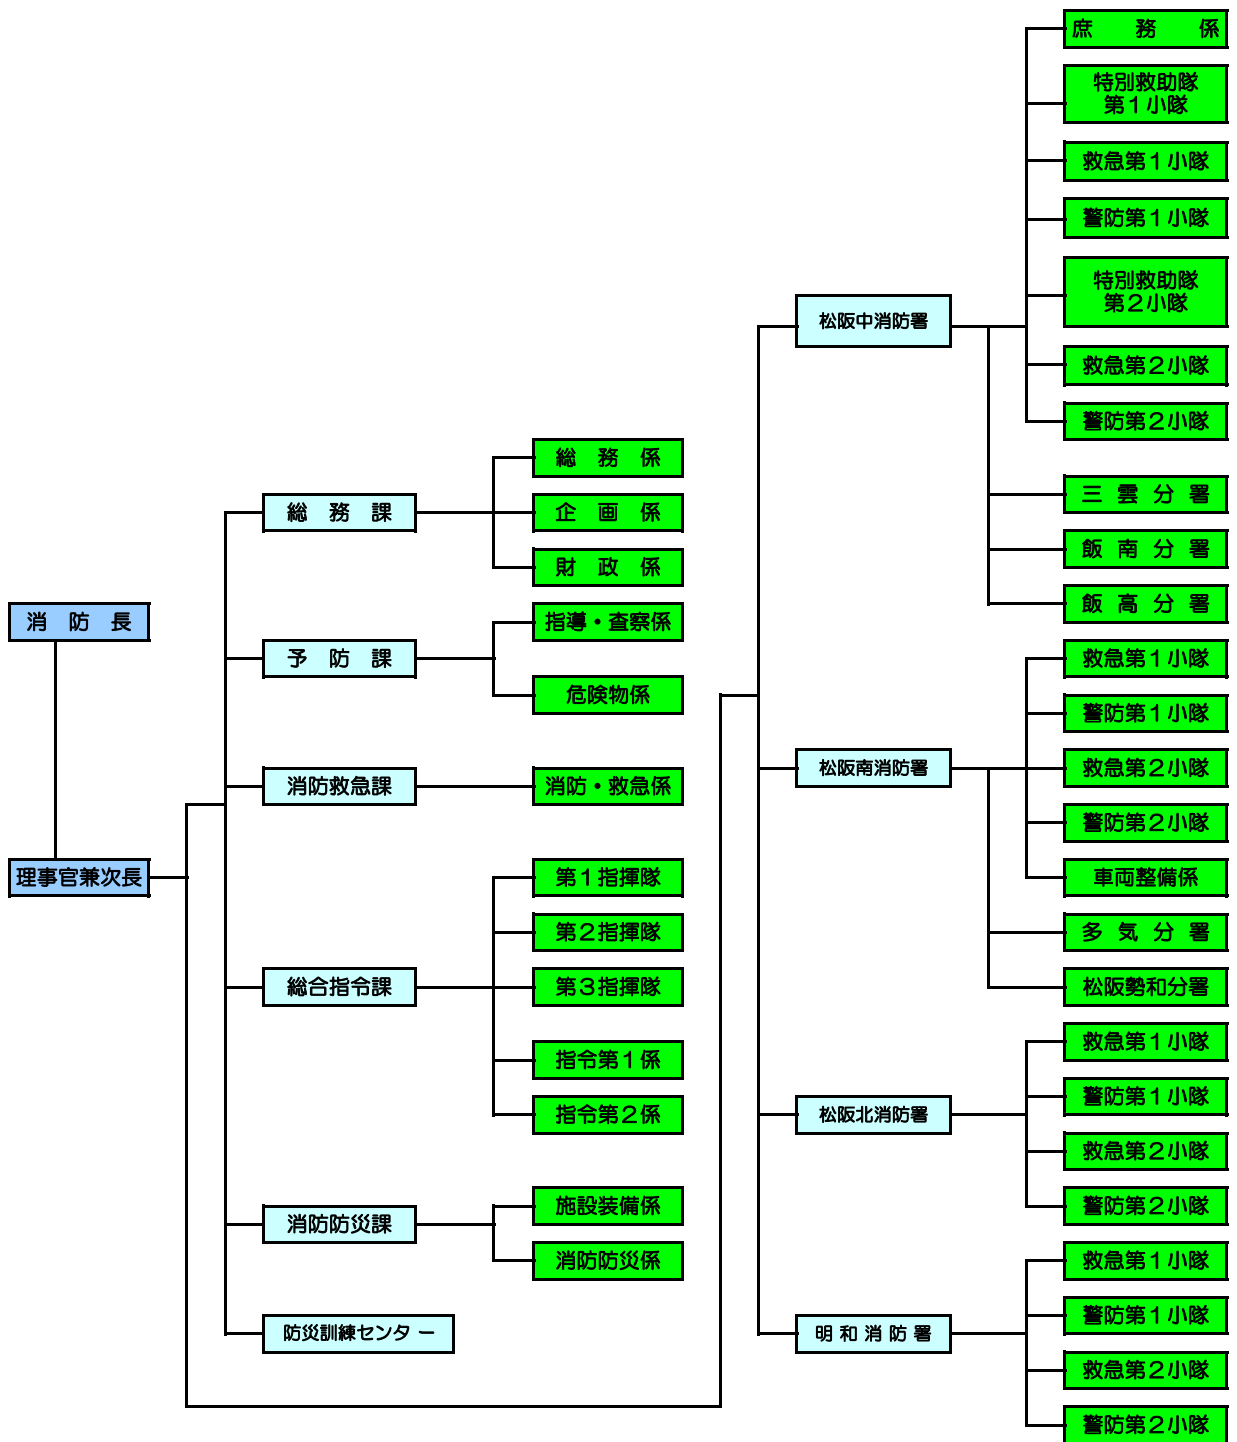 消防長
理事官兼次長
総務課
総務係
企画係
財政係
予防課
指導・査察係
危険物係
消防救急課
消防・救急係
総合指令課
第1指揮隊
第2指揮隊
第3指揮隊
指令第1係
指令第2係
消防防災課
施設装備係
消防防災係
防災訓練センター
松阪中消防署
庶務係
特別救助隊
第1小隊
救急第1小隊
警防第1小隊
特別救助隊
第2小隊
救急第2小隊
警防第2小隊
三雲分署
飯南分署
飯高分署
松阪南消防署
救急第1小隊
警防第1小隊
救急第2小隊
警防第2小隊
車両整備係
多気分署
松阪勢和分署
松阪北消防署
救急第1小隊
警防第1小隊
救急第2小隊
警防第2小隊
明和消防署
救急第1小隊
警防第1小隊
救急第2小隊
警防第2小隊